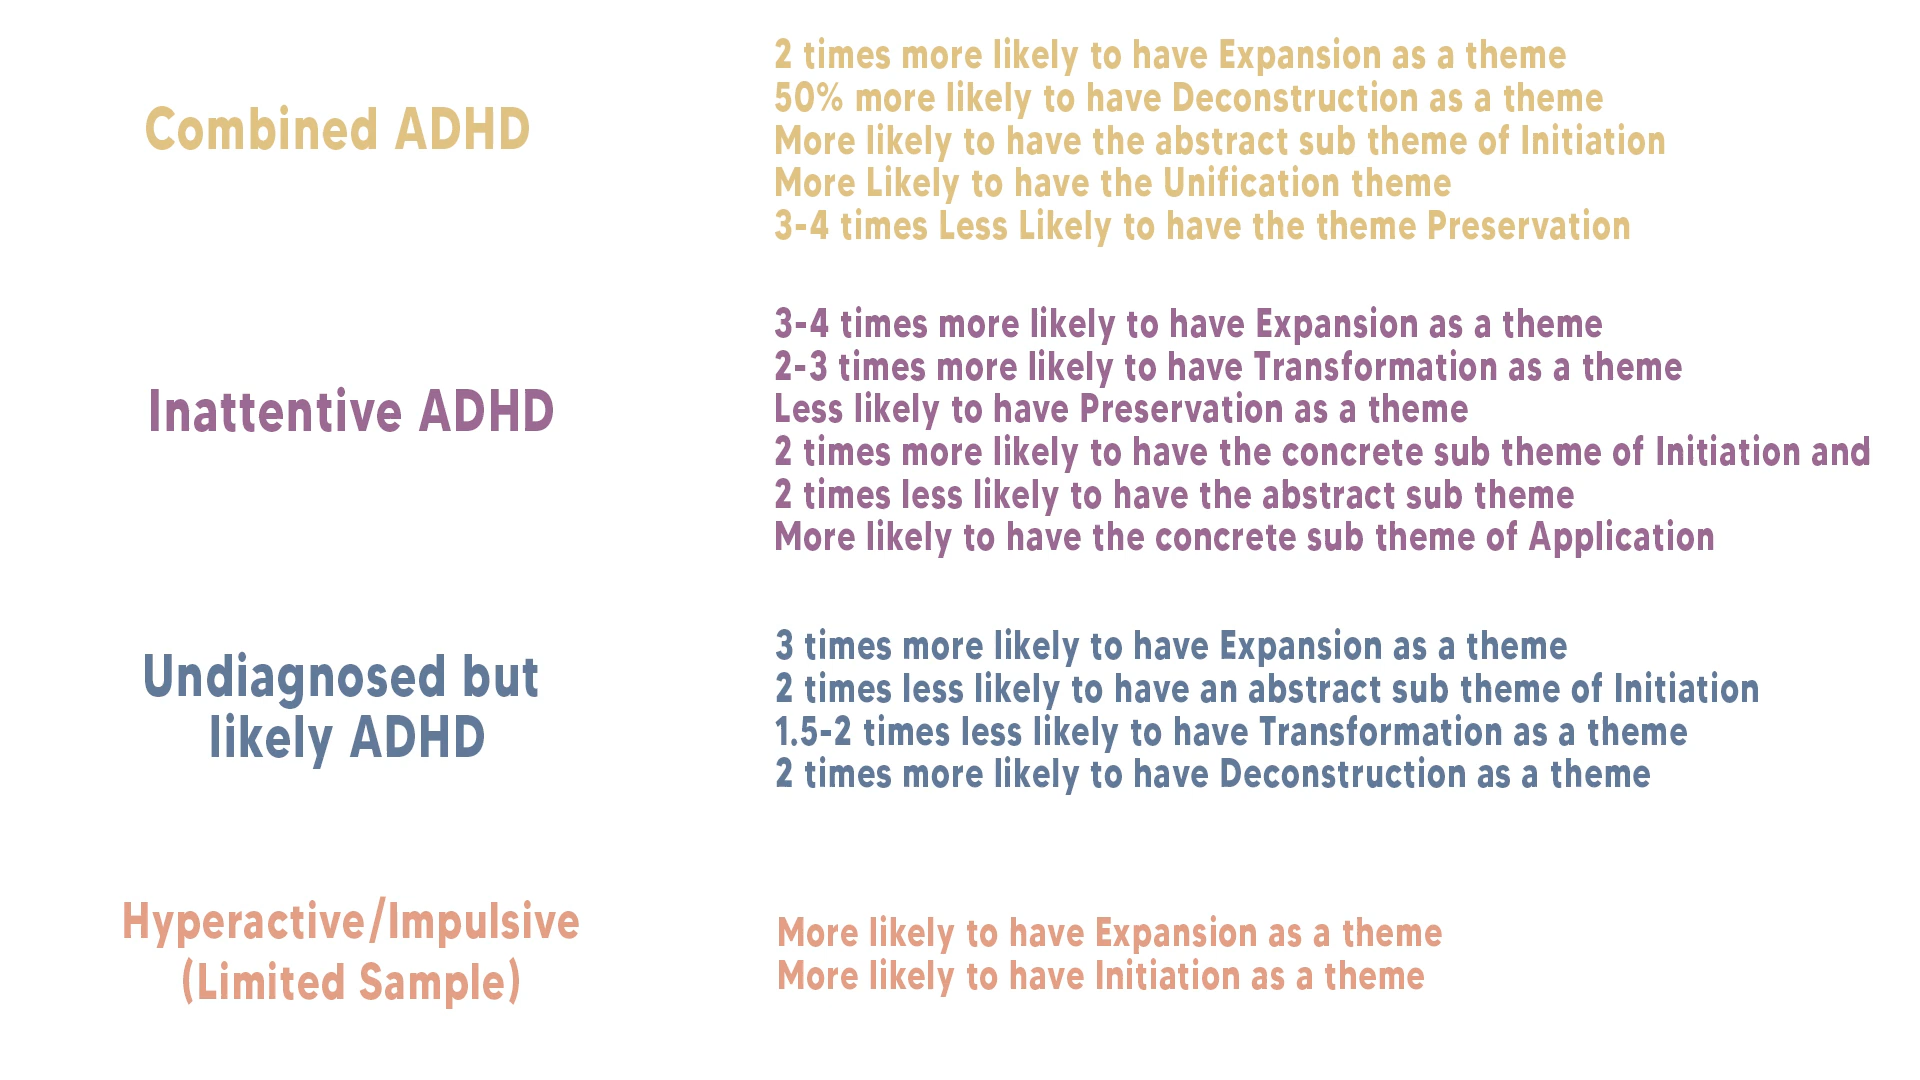 Combined ADHD
2 times more likely to have Expansion as a theme
50% more likely to have Deconstruction as a theme
More likely to have the abstract sub theme of Initiation
More Likely to have the Unification theme
3-4 times Less Likely to have the theme Preservation
Inattentive ADHD
3-4 times more likely to have Expansion as a theme
2-3 times more likely to have Transformation as a theme
Less likely to have Preservation as a theme
2 times more likely to have the concrete sub theme of Initiation and
2 times less likely to have the abstract sub theme
More likely to have the concrete sub theme of Application
Undiagnosed but
likely ADHD
3 times more likely to have Expansion as a theme
2 times less likely to have an abstract sub theme of Initiation
1.5-2 times less likely to have Transformation as a theme
2 times more likely to have Deconstruction as a theme
Hyperactive/Impulsive
(Limited Sample)
More likely to have Expansion as a theme
More likely to have Initiation as a theme